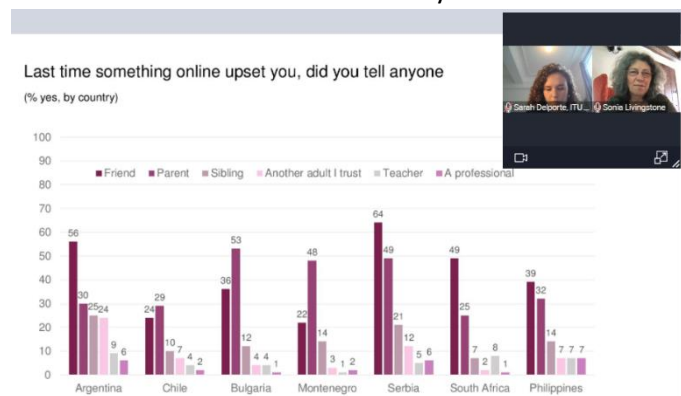 Last time something online upset you, did you tell anyone
(% yes, by country)
Sarah Delporte, ITU... Sonia Livingstone
100
90
Friend Parent Sibling Another adult I trust Teacher A professional
80
70
60
50
40
30
20
10
0
56 30 25 24 9 6
24 29 10 7 4 2
36 53 12 4 4 1
22 48 14 3 1 2
64 49 21 12 5 6
49 25 7 2 8 1
39 32 14 7 7 7
Argentina Chile Bulgaria Montenegro Serbia South Africa Philippines